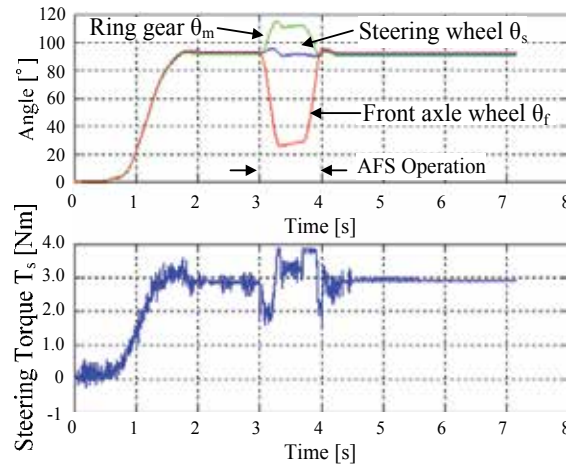 120
100
80
60
40
20
0
Angle [°]
Ring gear θm
Steering wheel θs
Front axle wheel θf
AFS Operation
0 1 2 3 4 5 6 7 8
Time [s]
4.0
3.0
2.0
1.0
0
-1
Steering Torque Ts [Nm]
0 1 2 3 4 5 6 7 8
Time [s]